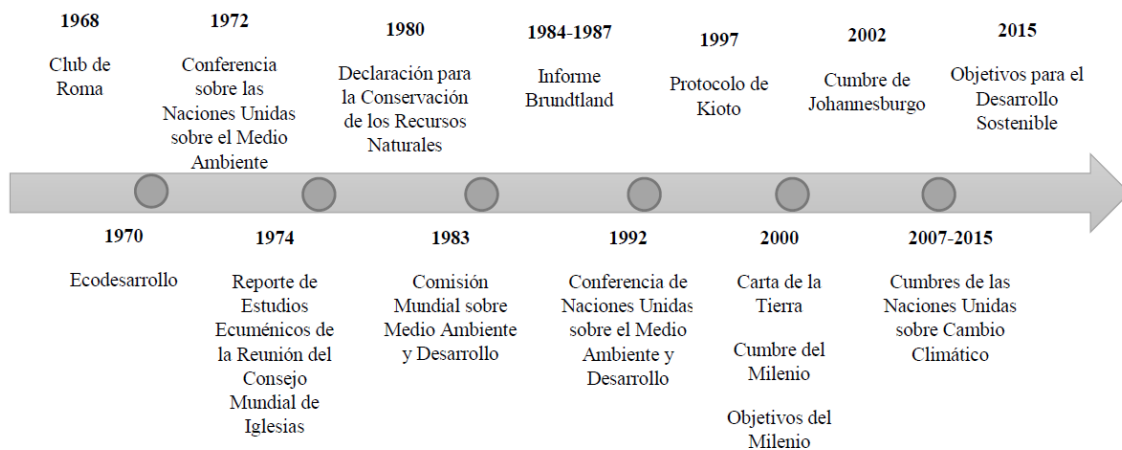 1968
Club de
Roma
1972
Conferencia
sobre las
Naciones Unidas
sobre el Medio
Ambiente
1980
Declaración para
la Conservación
de los Recursos
Naturales
1984-1987
Informe
Brundtland
1997
Protocolo de
Kioto
2002
Cumbre de
Johannesburgo
2015
Objetivos para el
Desarrollo
Sostenible
1970
Ecodesarrollo
1974
Reporte de
Estudios
Ecuménicos de
la Reunión del
Consejo
Mundial de
Iglesias
1983
Comisión
Mundial sobre
Medio Ambiente
y Desarrollo
1992
Conferencia de
Naciones Unidas
sobre el Medio
Ambiente y
Desarrollo
2000
Carta de la
Tierra
Cumbre del
Milenio
Objetivos del
Milenio
2007-2015
Cumbres de las
Naciones Unidas
sobre Cambio
Climático